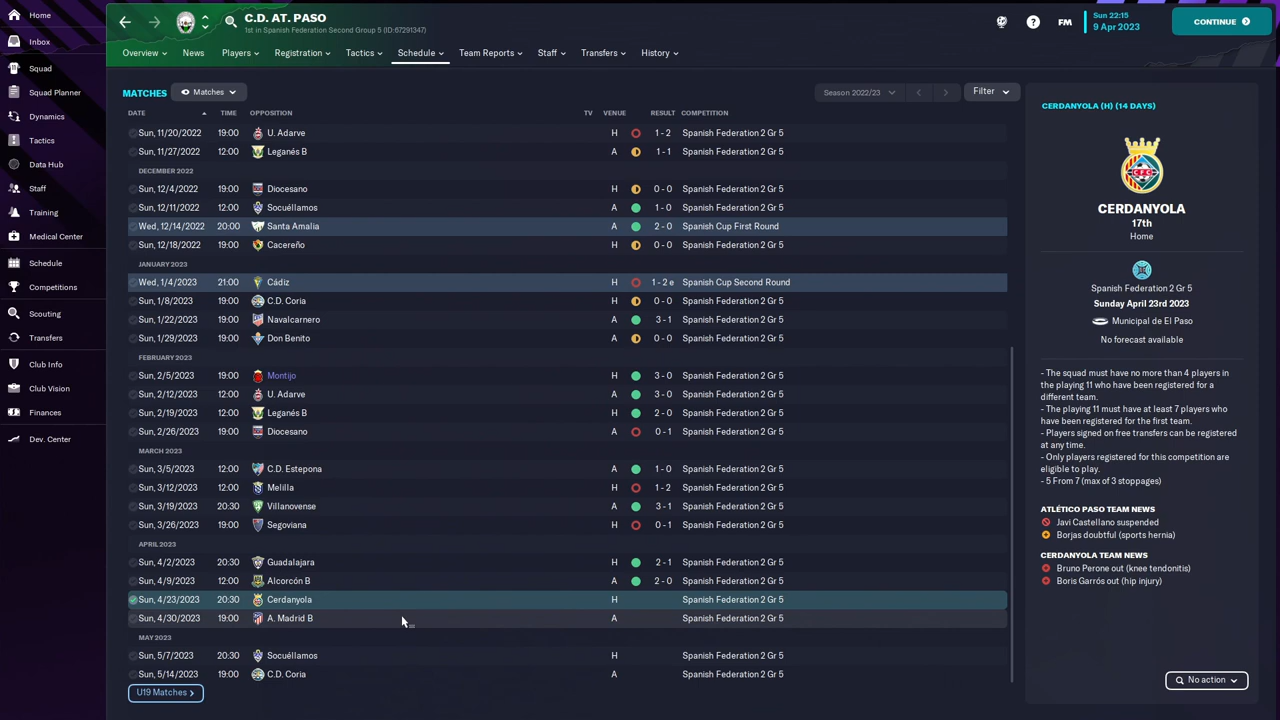 Home
Inbox
Squad
Squad Planner
Dynamics
Tactics
Data Hub
Staff
Training
Medical Center
Schedule
Competitions
Scouting
Transfers
Club Info
Club Vision
Finances
Dev. Center
C.D. AT. PASO
1st in Spanish Federation Second Group 5 (ID:67291347)
FM
Sun 22:15
9 Apr 2023
CONTINUE
Overview News Players Registration Tactics Schedule Team Reports Staff Transfers History
MATCHES Matches Season 2022/23 Filter
DATE TIME OPPOSITION TV VENUE RESULT COMPETITION
Sun, 11/20/2022 19:00 U. Adarve H 1 - 2 Spanish Federation 2 Gr 5
Sun, 11/27/2022 12:00 Leganés B A 1 - 1 Spanish Federation 2 Gr 5
DECEMBER 2022
Sun, 12/4/2022 19:00 Diocesano H 0 - 0 Spanish Federation 2 Gr 5
Sun, 12/11/2022 12:00 Socuéllamos A 1 - 0 Spanish Federation 2 Gr 5
Wed, 12/14/2022 20:00 Santa Amalia A 2 - 0 Spanish Cup First Round
Sun, 12/18/2022 19:00 Cacereño H 0 - 0 Spanish Federation 2 Gr 5
JANUARY 2023
Wed, 1/4/2023 21:00 Cádiz H 1 - 2 e Spanish Cup Second Round
Sun, 1/8/2023 19:00 C.D. Coria H 0 - 0 Spanish Federation 2 Gr 5
Sun, 1/22/2023 19:00 Navalcarnero A 3 - 1 Spanish Federation 2 Gr 5
Sun, 1/29/2023 19:00 Don Benito A 0 - 0 Spanish Federation 2 Gr 5
FEBRUARY 2023
Sun, 2/5/2023 19:00 Montijo H 3 - 0 Spanish Federation 2 Gr 5
Sun, 2/12/2023 12:00 U. Adarve A 3 - 0 Spanish Federation 2 Gr 5
Sun, 2/19/2023 12:00 Leganés B H 2 - 0 Spanish Federation 2 Gr 5
Sun, 2/26/2023 19:00 Diocesano A 0 - 1 Spanish Federation 2 Gr 5
MARCH 2023
Sun, 3/5/2023 12:00 C.D. Estepona A 1 - 0 Spanish Federation 2 Gr 5
Sun, 3/12/2023 12:00 Melilla H 1 - 2 Spanish Federation 2 Gr 5
Sun, 3/19/2023 20:30 Villanovense A 3 - 1 Spanish Federation 2 Gr 5
Sun, 3/26/2023 19:00 Segoviana H 0 - 1 Spanish Federation 2 Gr 5
APRIL 2023
Sun, 4/2/2023 20:30 Guadalajara H 2 - 1 Spanish Federation 2 Gr 5
Sun, 4/9/2023 12:00 Alcorcón B A 2 - 0 Spanish Federation 2 Gr 5
Sun, 4/23/2023 20:30 Cerdanyola H Spanish Federation 2 Gr 5
Sun, 4/30/2023 19:00 A. Madrid B A Spanish Federation 2 Gr 5
MAY 2023
Sun, 5/7/2023 20:30 Socuéllamos H Spanish Federation 2 Gr 5
Sun, 5/14/2023 19:00 C.D. Coria A Spanish Federation 2 Gr 5
U19 Matches
CERDANYOLA (H) (14 DAYS)
CFC
CERDANYOLA
17th
Home
Spanish Federation 2 Gr 5
Sunday April 23rd 2023
Municipal de El Paso
No forecast available
- The squad must have no more than 4 players in
the playing 11 who have been registered for a
different team.
- The playing 11 must have at least 7 players who
have been registered for the first team.
- Players signed on free transfers can be registered
at any time.
- Only players registered for this competition are
eligible to play.
- 5 From 7 (max of 3 stoppages)
ATLÉTICO PASO TEAM NEWS
Javi Castellano suspended
Borjas doubtful (sports hernia)
CERDANYOLA TEAM NEWS
Bruno Perone out (knee tendonitis)
Boris Garrós out (hip injury)
No action